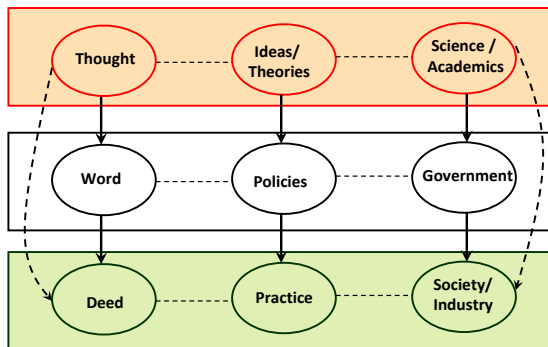 Thought
Ideas/
Theories
Science /
Academics
Word
Policies
Government
Deed
Practice
Society/
Industry